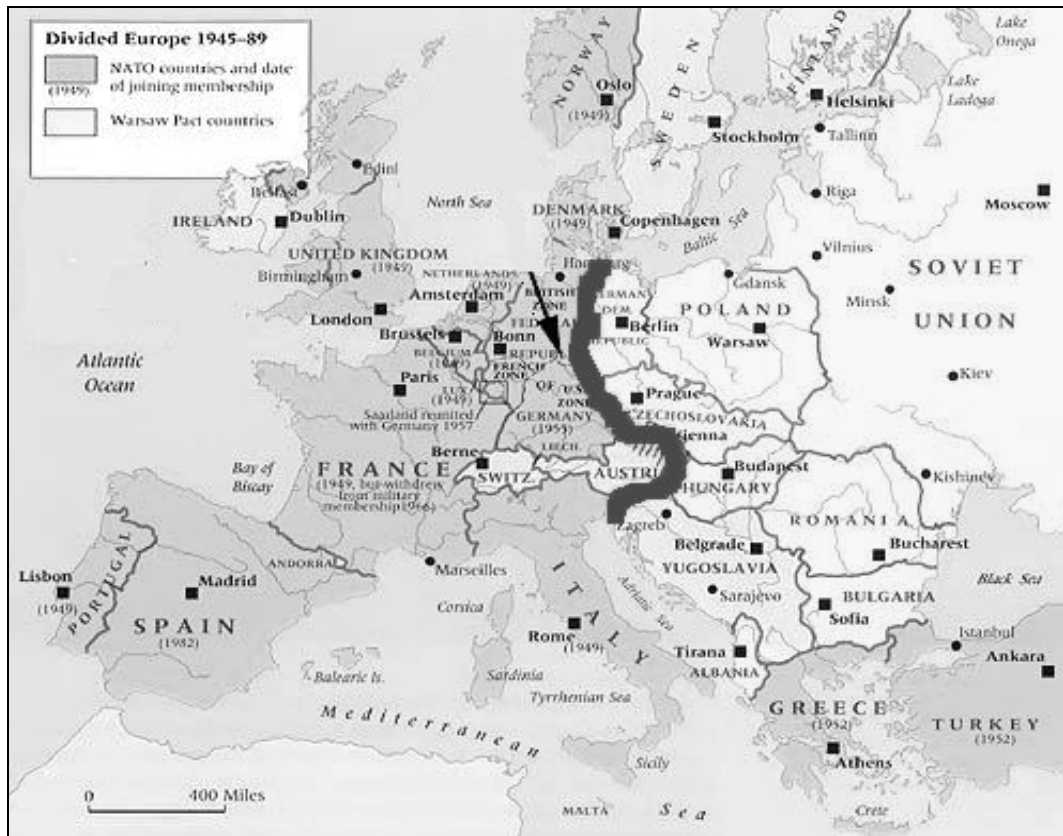 Divided Europe 1945–89
NATO countries and date
(1949) of joining membership
Warsaw Pact countries
NORWAY
Oslo
(1949)
SWEDEN
Stockholm
FINLAND
Helsinki
Tallinn
Lake
Onega
Lake
Ladoga
Riga
Moscow
Vilnius
Minsk
SOVIET
UNION
Kiev
Kishinev
Edini
Belfast
IRELAND
Dublin
UNITED KINGDOM
(1949)
Birmingham
London
North Sea
DENMARK
(1949)
Copenhagen
Baltic Sea
NETHERLANDS
(1949)
Amsterdam
Brussels
BELGIUM
(1949)
LUX
(1949)
Bonn
BRITISH
ZONE
REPUBL
FRENCH
ZONE
OF
ZONE
GERMANY
(1955)
DEM.
REPUBLIC
Berlin
Gdansk
POLAND
Warsaw
Prague
CZECHOSLOVAKIA
Atlantic
Ocean
Paris
Saarland reunited
with Germany 1957
Bay of
Biscay
FRANCE
(1949, but withdrew
from military
membership 1966)
Berne
SWITZ.
LIECH.
AUSTRI
Budapest
HUNGARY
ROMANIA
Bucharest
Zagreb
Belgrade
YUGOSLAVIA
Sarajevo
BULGARIA
Sofia
Black Sea
Istanbul
Ankara
TURKEY
(1952)
Tirana
ALBANIA
GREECE
(1952)
Athens
Crete
Adriatic Sea
ITALY
Rome
(1949)
Marseilles
Corsica
Sardinia
Tyrrhenian Sea
Sicily
MALTA
ANDORRA
Lisbon
(1949)
PORTUGAL
Madrid
SPAIN
(1982)
Balearic Is.
Mediterranean
Sea
0 400 Miles